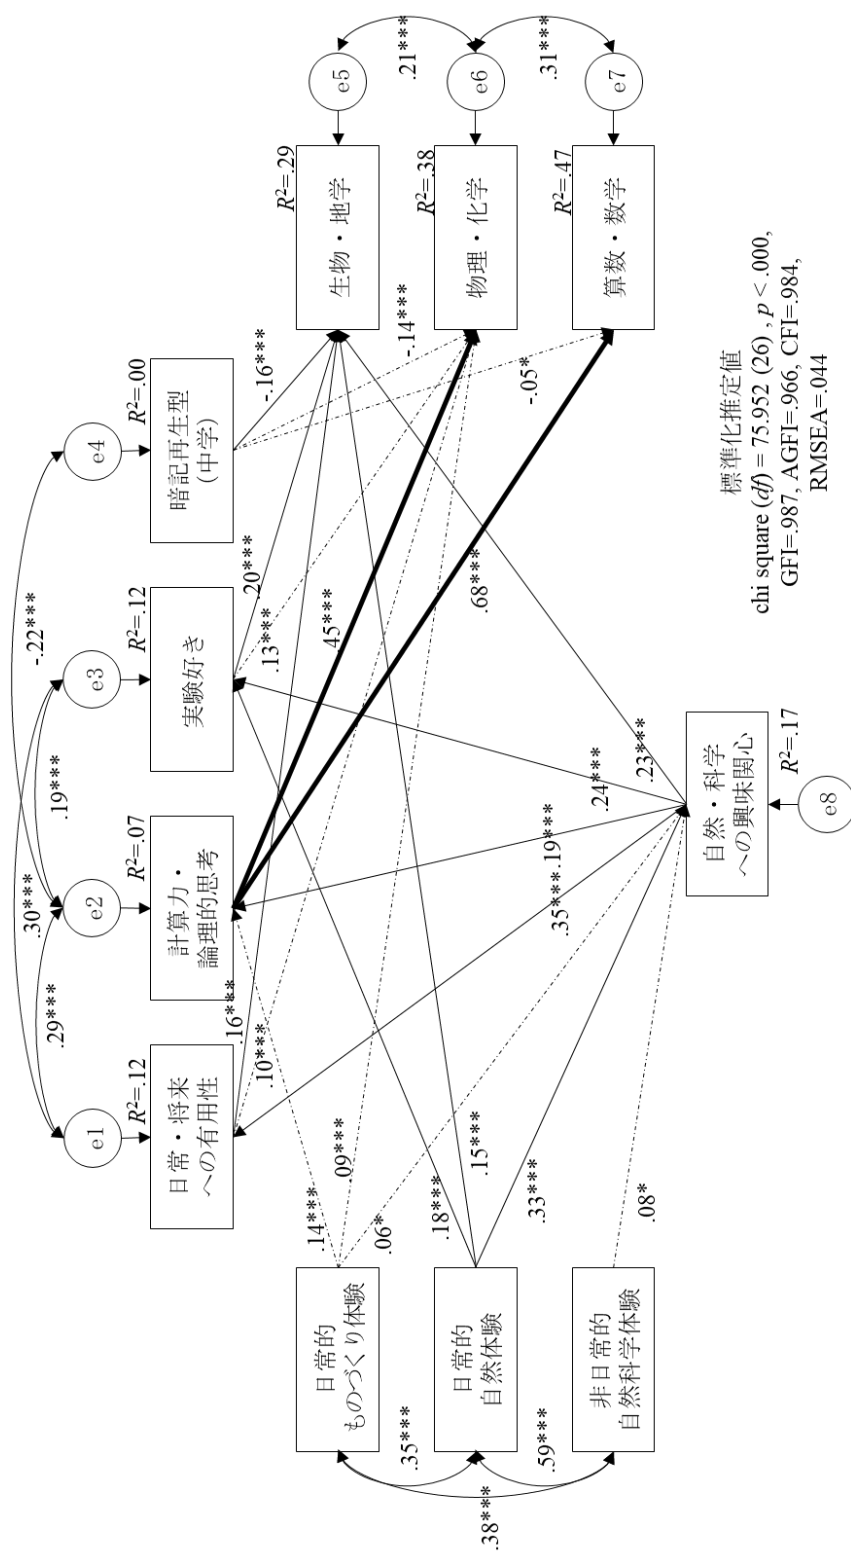 e1
e2
e3
e4
.30***
-.22***
.29***
.19***
R²=.12
R²=.07
R²=.12
R²=.00
日常・将来
への有用性
計算力・
論理的思考
実験好き
暗記再生型
(中学)
.16***
.10***
.20***
.13***
.45***
.68***
-.16***
-.14***
-.05*
日常的
ものづくり体験
日常的
自然体験
非日常的
自然科学体験
.35***
.59***
.38***
.14***
.09***
.06*
.18***
.15***
.33***
.08*
.35***
.19***
.24***
.23***
自然・科学
への興味関心
R²=.17
e8
R²=.29
生物・地学
e5
R²=.38
物理・化学
e6
R²=.47
算数・数学
e7
.21***
.31***
標準化推定値
chi square (df) = 75.952 (26) , p < .000,
GFI=.987, AGFI=.966, CFI=.984,
RMSEA=.044